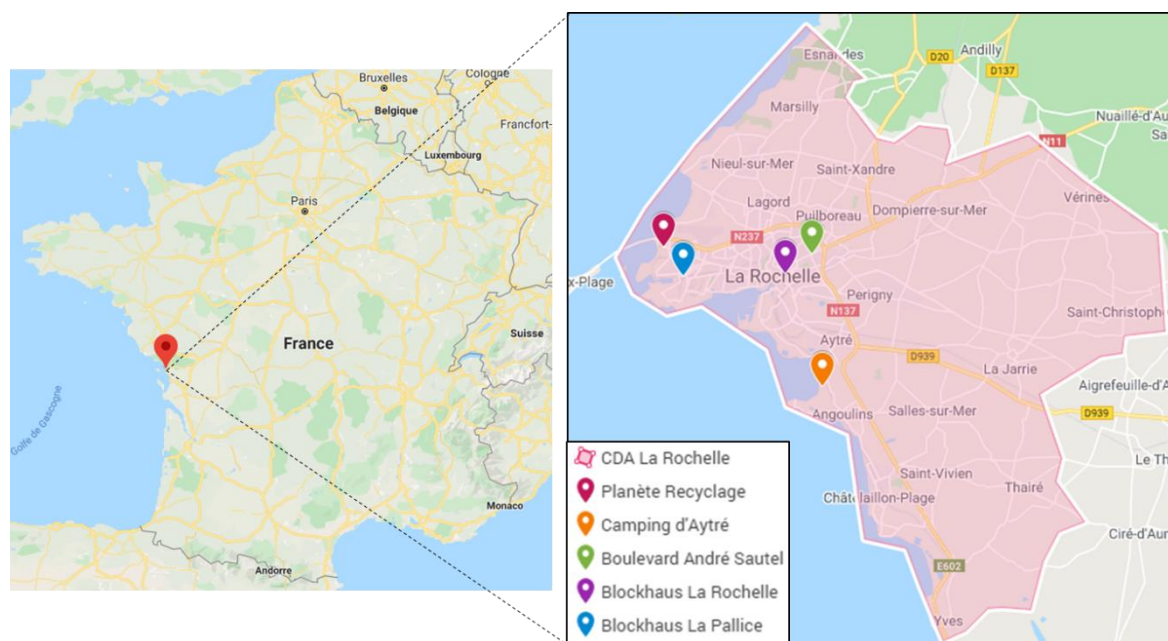 Bruxelles
Cologne
Belgique
Francfort-
Luxembourg
Paris
France
Suisse
Golfe de Gascogne
Monaco
Andorre
Esnandes
D20
Andilly
D137
Marsilly
Nuaillé-d'Au
Sa
N11
Nieul-sur-Mer
Saint-Xandre
Vérines
Lagord
Puilboreau
Dompierre-sur-Mer
N237
x-Plage
La Rochelle
Perigny
N137
Saint-Christoph
Aytré
D939
La Jarrie
Aigrefeuille-d'A
Angoulins
Salles-sur-Mer
D939
Le Th
Saint-Vivien
Thairé
Châtelaillon-Plage
Ciré-d'Aun
E602
Yves
CDA La Rochelle
Planète Recyclage
Camping d'Aytré
Boulevard André Sautel
Blockhaus La Rochelle
Blockhaus La Pallice